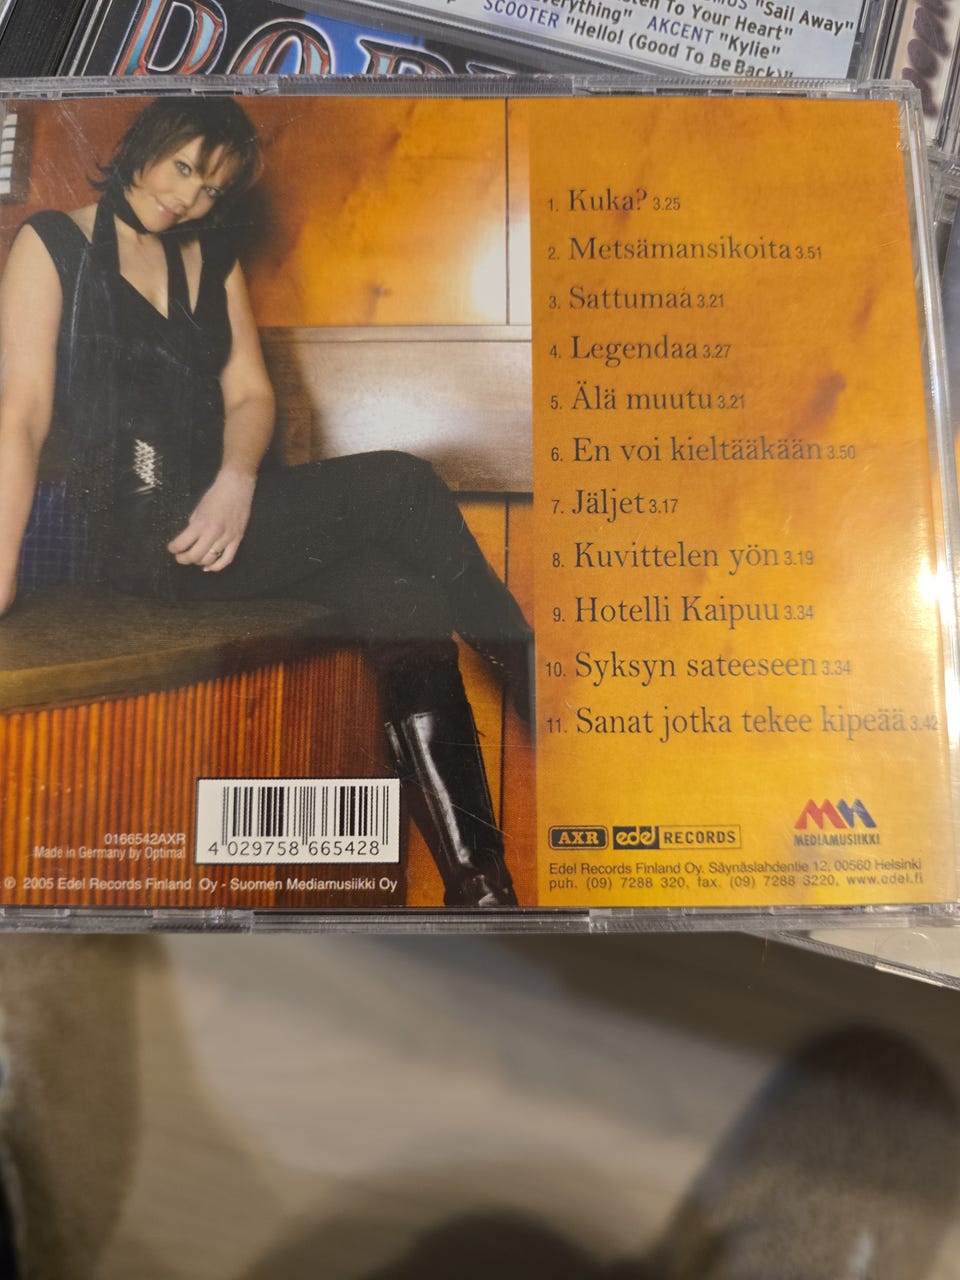 "Sail Away"
To Your Heart"
SCOOTER
Everything" AKCENT "Kylie"
"Hello! (Good To Be Back)"
1. Kuka? 3.25
2. Metsämansikoita 3.51
3. Sattumaa 3.21
4. Legendaa 3.27
5. Älä muutu 3.21
6. En voi kieltääkään 3.50
7. Jäljet 3.17
8. Kuvittelen yön 3.19
9. Hotelli Kaipuu 3.34
10. Syksyn sateeseen 3.34
11. Sanat jotka tekee kipeää 3.42
0166542AXR
Made in Germany by Optimal
4 029758 665428
℗ 2005 Edel Records Finland Oy - Suomen Mediamusiikki Oy
AXR edel RECORDS
MEDIAMUSIIKKI
Edel Records Finland Oy. Säynäslahdentie 12, 00560 Helsinki
puh. (09) 7288 320, fax. (09) 7288 3220, www.edel.fi